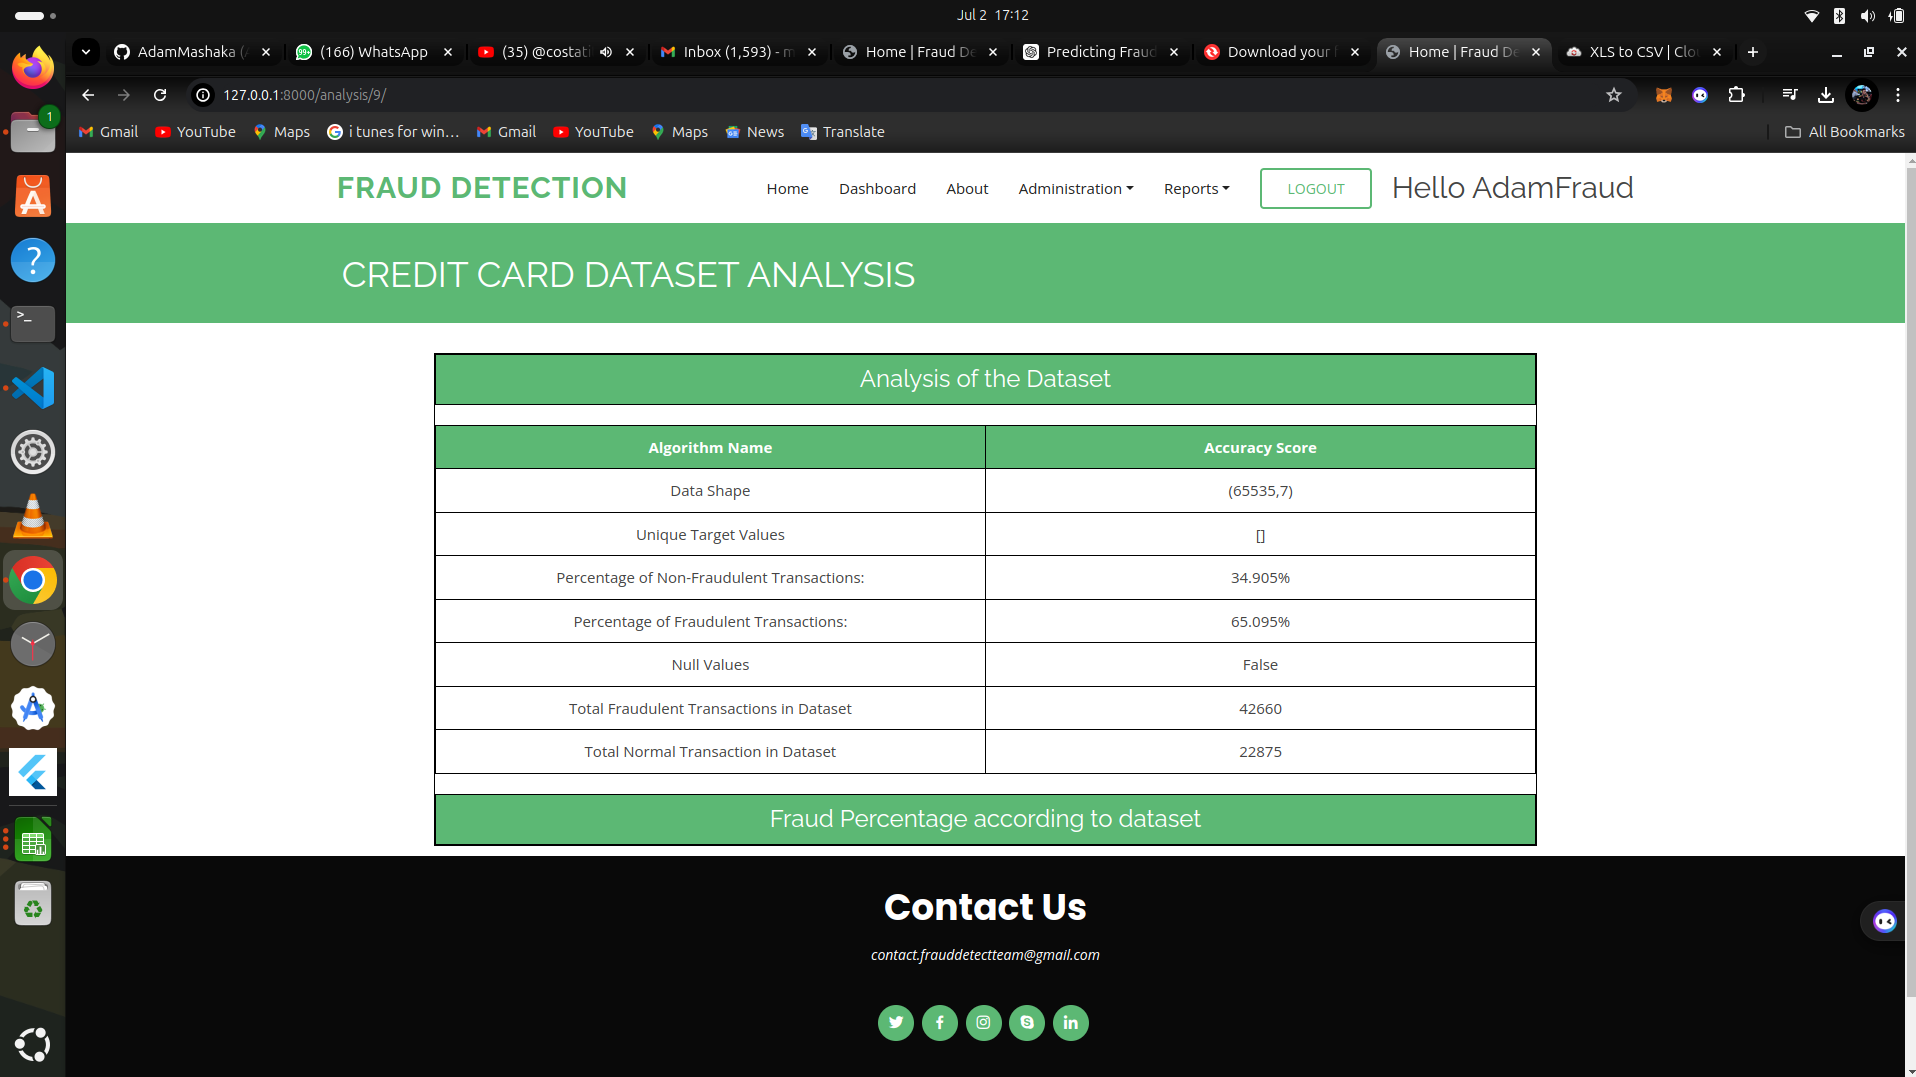 Jul 2 17:12
AdamMashaka (
(166) WhatsApp
(35) @costati
Inbox (1,593) - m
Home | Fraud De
Predicting Fraud
Download your f
Home | Fraud De
XLS to CSV | Clou
127.0.0.1:8000/analysis/9/
Gmail
YouTube
Maps
i tunes for win...
Gmail
YouTube
Maps
News
Translate
All Bookmarks
FRAUD DETECTION
Home
Dashboard
About
Administration
Reports
LOGOUT
Hello AdamFraud
CREDIT CARD DATASET ANALYSIS
Analysis of the Dataset
Algorithm Name Accuracy Score
Data Shape (65535,7)
Unique Target Values []
Percentage of Non-Fraudulent Transactions: 34.905%
Percentage of Fraudulent Transactions: 65.095%
Null Values False
Total Fraudulent Transactions in Dataset 42660
Total Normal Transaction in Dataset 22875
Fraud Percentage according to dataset
Contact Us
contact.frauddetectteam@gmail.com